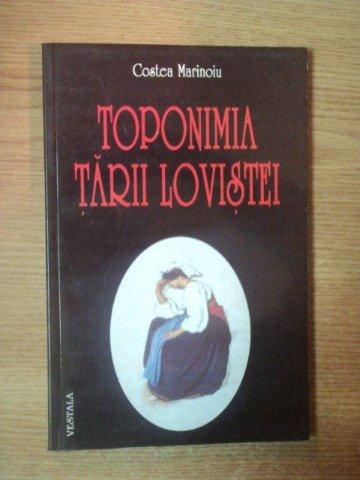 Costea Marinoiu
TOPONIMIA
ȚĂRII LOVIȘTEI
VESTALA